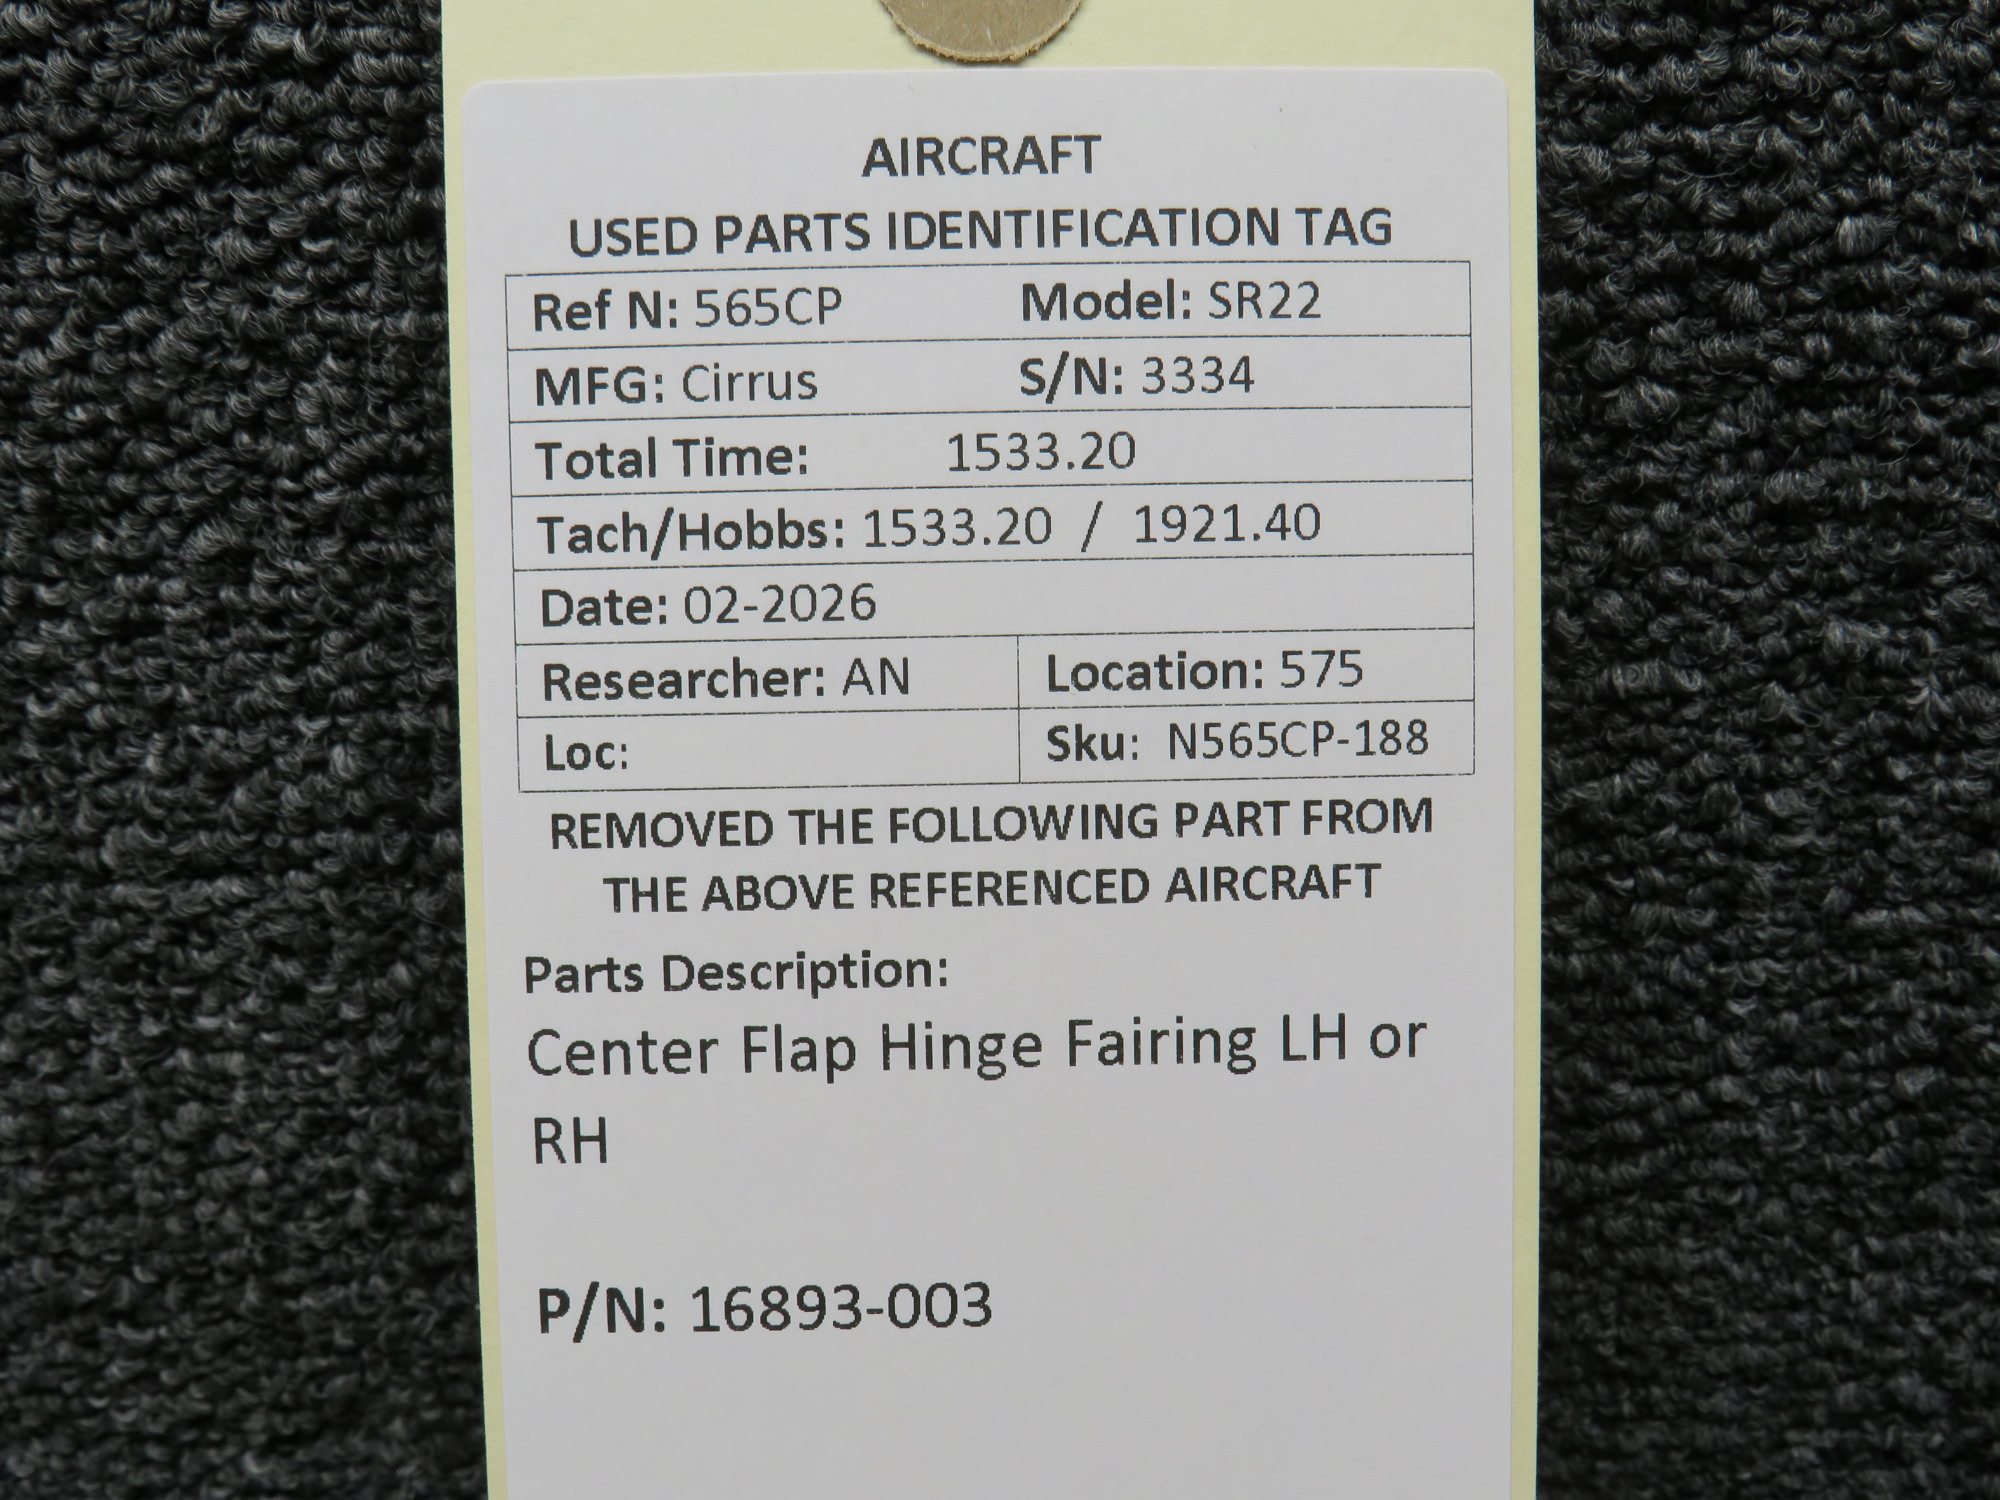 AIRCRAFT
USED PARTS IDENTIFICATION TAG
Ref N: 565CP Model: SR22
MFG: Cirrus S/N: 3334
Total Time: 1533.20
Tach/Hobbs: 1533.20 / 1921.40
Date: 02-2026
Researcher: AN Location: 575
Loc: Sku: N565CP-188
REMOVED THE FOLLOWING PART FROM
THE ABOVE REFERENCED AIRCRAFT
Parts Description:
Center Flap Hinge Fairing LH or
RH
P/N: 16893-003